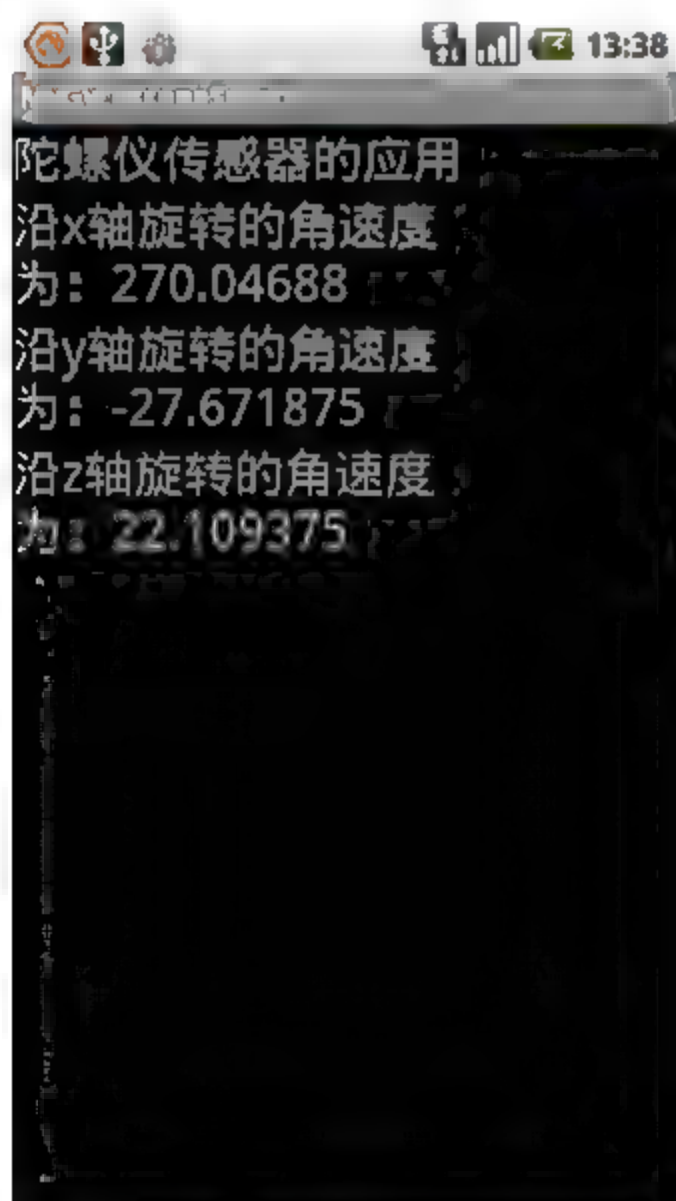 13:38
陀螺仪传感器的应用
沿x轴旋转的角速度
为：270.04688
沿y轴旋转的角速度
为：-27.671875
沿z轴旋转的角速度
为：22.109375